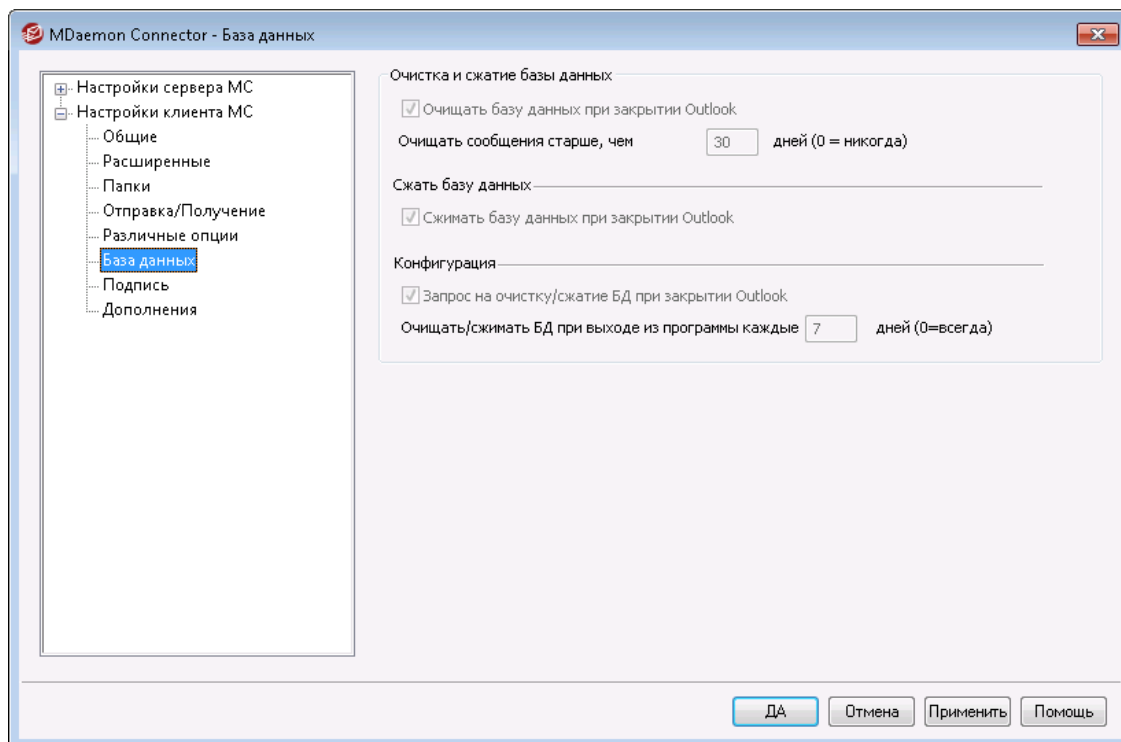 MDaemon Connector - База данных
Настройки сервера MC
Настройки клиента MC
Общие
Расширенные
Папки
Отправка/Получение
Различные опции
База данных
Подпись
Дополнения
Очистка и сжатие базы данных
Очищать базу данных при закрытии Outlook
Очищать сообщения старше, чем 30 дней (0 = никогда)
Сжать базу данных
Сжимать базу данных при закрытии Outlook
Конфигурация
Запрос на очистку/сжатие БД при закрытии Outlook
Очищать/сжимать БД при выходе из программы каждые 7 дней (0=всегда)
ДА Отмена Применить Помощь